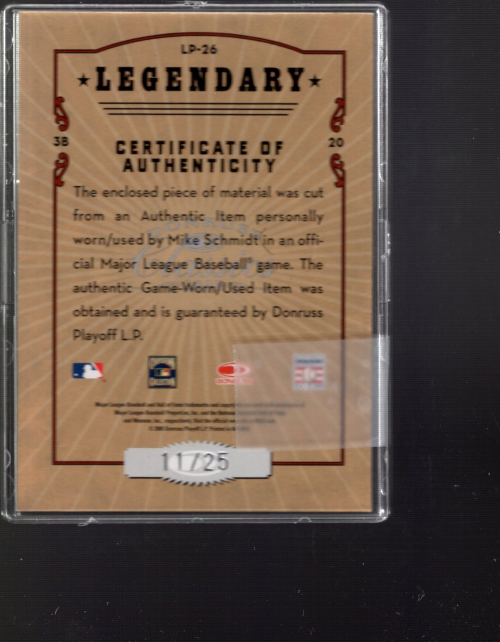 LP-26
★LEGENDARY★
38
20
CERTIFICATE OF
AUTHENTICITY
The enclosed piece of material was cut
from an Authentic Item personally
worn/used by Mike Schmidt in an offi-
cial Major League Baseball® game. The
authentic Game-Worn/Used Item was
obtained and is guaranteed by Donruss
Playoff L.P.
11/25